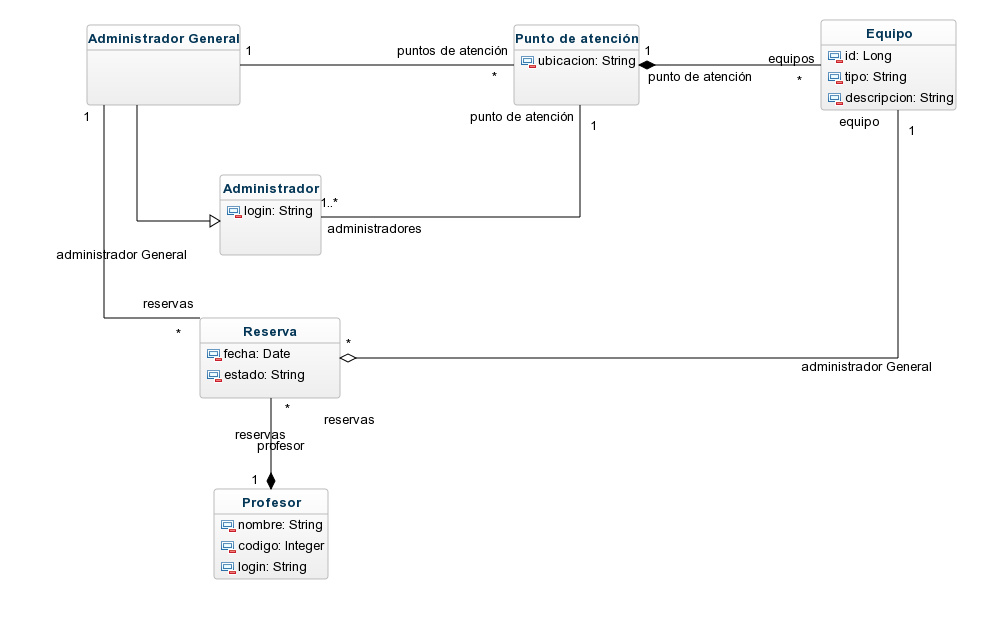 Administrador General
1
puntos de atención
*
Punto de atención
ubicacion: String
1
punto de atención
equipos
*
Equipo
id: Long
tipo: String
descripcion: String
1
punto de atención
1
equipo
1
Administrador
login: String
1..*
administradores
administrador General
reservas
*
Reserva
fecha: Date
estado: String
*
administrador General
*
reservas
reservas
profesor
1
Profesor
nombre: String
codigo: Integer
login: String